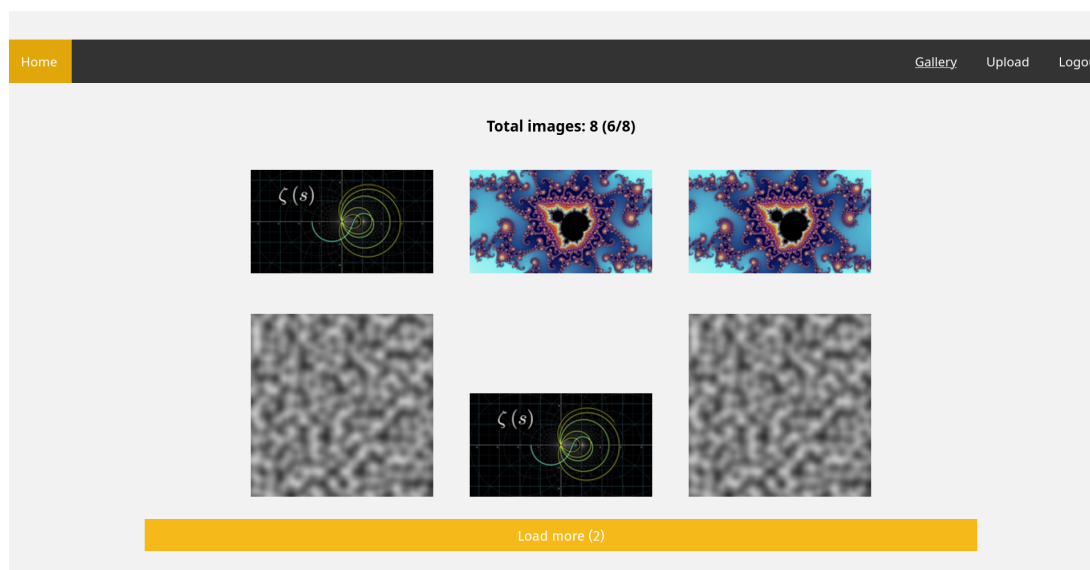 Home
Gallery Upload
Total images: 8 (6/8)
ζ(s)
ζ(s)
Load more (2)